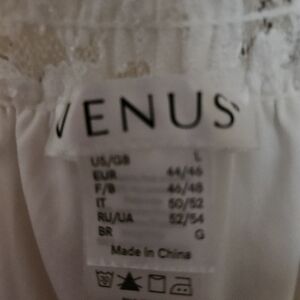 VENUS
US/GB L
EUR 44/46
F/B 46/48
IT 50/52
RU/UA 52/54
BR G
Made in China